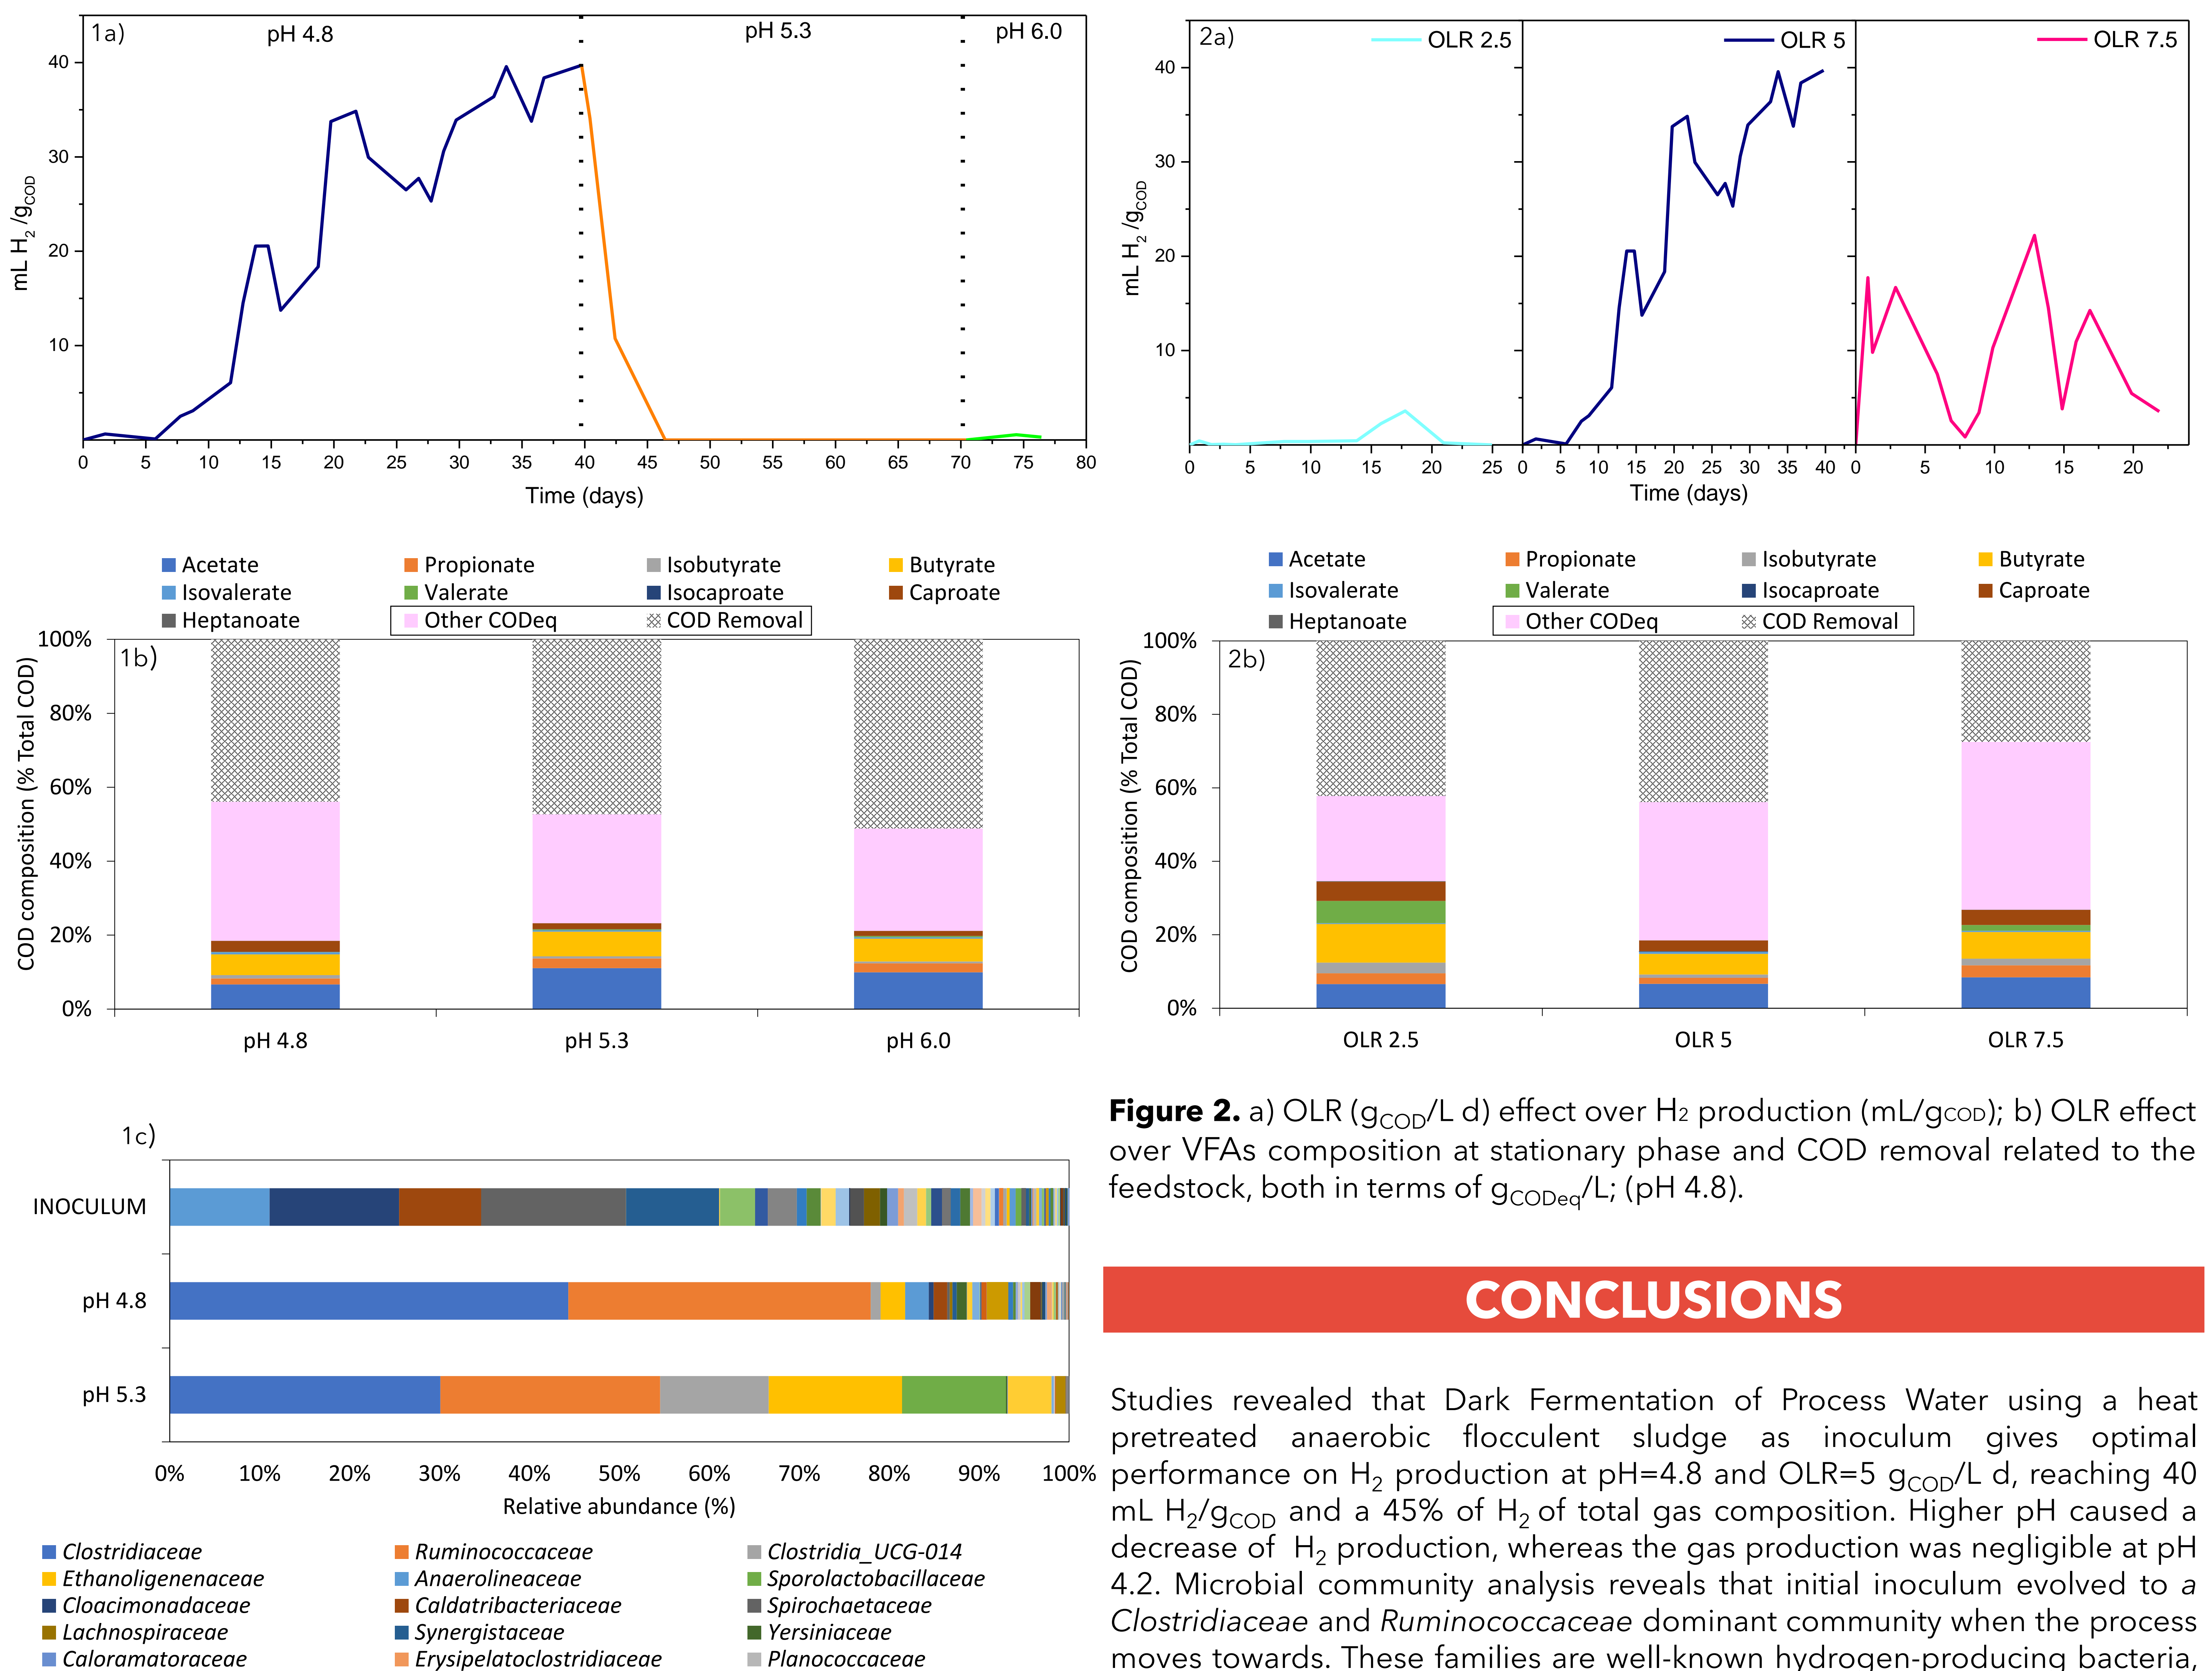 1a)
pH 4.8
pH 5.3
pH 6.0
40
30
20
10
mL H2 /gCOD
0 5 10 15 20 25 30 35 40 45 50 55 60 65 70 75 80
Time (days)
2a)
OLR 2.5
OLR 5
OLR 7.5
40
30
20
10
mL H2 /gCOD
0 5 10 15 20 25 0 5 10 15 20 25 30 35 40 0 5 10 15 20
Time (days)
Acetate Propionate Isobutyrate Butyrate
Isovalerate Valerate Isocaproate Caproate
Heptanoate Other CODeq COD Removal
1b)
100%
80%
60%
40%
20%
0%
COD composition (% Total COD)
pH 4.8 pH 5.3 pH 6.0
Acetate Propionate Isobutyrate Butyrate
Isovalerate Valerate Isocaproate Caproate
Heptanoate Other CODeq COD Removal
2b)
100%
80%
60%
40%
20%
0%
COD composition (% Total COD)
OLR 2.5 OLR 5 OLR 7.5
1c)
INOCULUM
pH 4.8
pH 5.3
0% 10% 20% 30% 40% 50% 60% 70% 80% 90% 100%
Relative abundance (%)
Clostridiaceae Ruminococcaceae Clostridia_UCG-014
Ethanoligenenaceae Anaerolineaceae Sporolactobacillaceae
Cloacimonadaceae Caldatribacteriaceae Spirochaetaceae
Lachnospiraceae Synergistaceae Yersiniaceae
Caloramatoraceae Erysipelatoclostridiaceae Planococcaceae
Figure 2. a) OLR (gCOD/L d) effect over H2 production (mL/gCOD); b) OLR effect
over VFAs composition at stationary phase and COD removal related to the
feedstock, both in terms of gCODeq/L; (pH 4.8).
CONCLUSIONS
Studies revealed that Dark Fermentation of Process Water using a heat
pretreated anaerobic flocculent sludge as inoculum gives optimal
performance on H2 production at pH=4.8 and OLR=5 gCOD/L d, reaching 40
mL H2/gCOD and a 45% of H2 of total gas composition. Higher pH caused a
decrease of H2 production, whereas the gas production was negligible at pH
4.2. Microbial community analysis reveals that initial inoculum evolved to a
Clostridiaceae and Ruminococcaceae dominant community when the process
moves towards. These families are well-known hydrogen-producing bacteria,